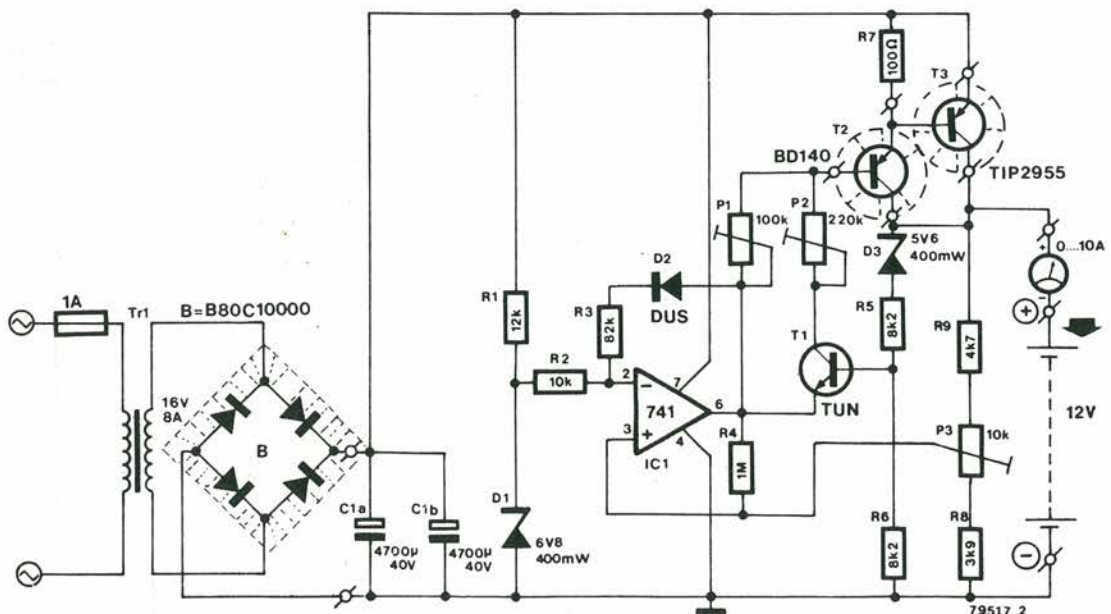 R7
100Ω
T3
T2
BD140
TIP2955
P1
100k
P2
220k
5V6
D3
400mW
0...10A
+
-
1A
Tr1
B=B80C10000
R1
12k
R3
82k
D2
DUS
R5
8k2
R9
4k7
R2
10k
2
-
7
T1
TUN
16V
8A
B
741
6
3
+
4
IC1
R4
1M
P3
10k
12V
C1a
4700μ
40V
C1b
4700μ
40V
D1
6V8
400mW
R6
8k2
R8
3k9
79517 2